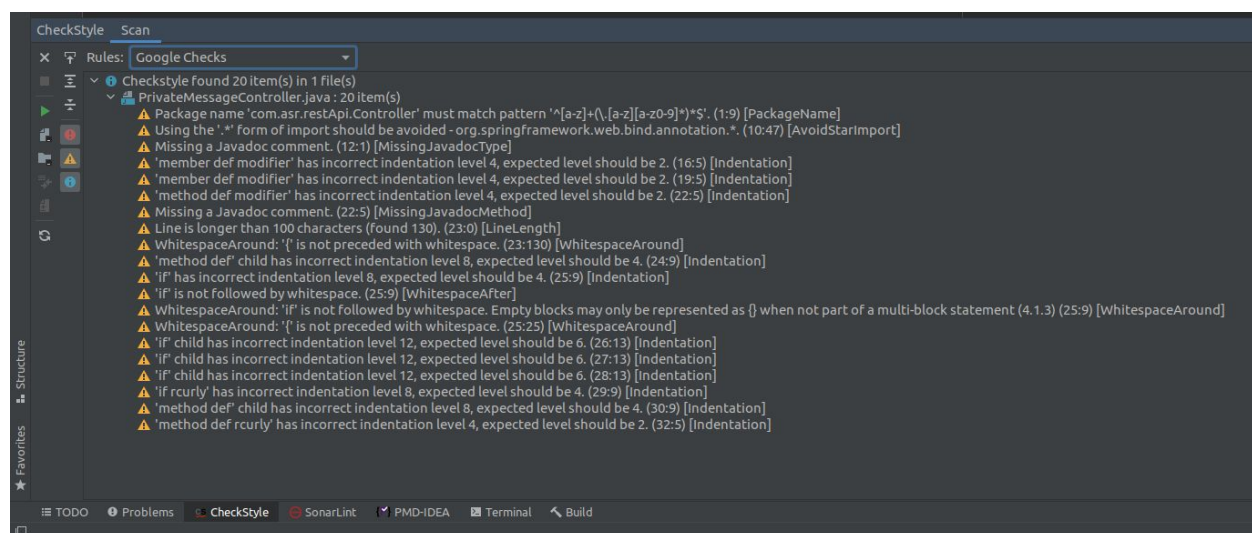 CheckStyle Scan
Rules: Google Checks
Checkstyle found 20 item(s) in 1 file(s)
PrivateMessageController.java : 20 item(s)
Package name 'com.asr.restApi.Controller' must match pattern '^[a-z]+(\.[a-z][a-z0-9]*)*$'. (1:9) [PackageName]
Using the '.*' form of import should be avoided - org.springframework.web.bind.annotation.*. (10:47) [AvoidStarImport]
Missing a Javadoc comment. (12:1) [MissingJavadocType]
'member def modifier' has incorrect indentation level 4, expected level should be 2. (16:5) [Indentation]
'member def modifier' has incorrect indentation level 4, expected level should be 2. (19:5) [Indentation]
'method def modifier' has incorrect indentation level 4, expected level should be 2. (22:5) [Indentation]
Missing a Javadoc comment. (22:5) [MissingJavadocMethod]
Line is longer than 100 characters (found 130). (23:0) [LineLength]
WhitespaceAround: '{' is not preceded with whitespace. (23:130) [WhitespaceAround]
'method def' child has incorrect indentation level 8, expected level should be 4. (24:9) [Indentation]
'if' has incorrect indentation level 8, expected level should be 4. (25:9) [Indentation]
'if' is not followed by whitespace. (25:9) [WhitespaceAfter]
WhitespaceAround: 'if' is not followed by whitespace. Empty blocks may only be represented as {} when not part of a multi-block statement (4.1.3) (25:9) [WhitespaceAround]
WhitespaceAround: '{' is not preceded with whitespace. (25:25) [WhitespaceAround]
'if' child has incorrect indentation level 12, expected level should be 6. (26:13) [Indentation]
'if' child has incorrect indentation level 12, expected level should be 6. (27:13) [Indentation]
'if' child has incorrect indentation level 12, expected level should be 6. (28:13) [Indentation]
'if rcurly' has incorrect indentation level 8, expected level should be 4. (29:9) [Indentation]
'method def' child has incorrect indentation level 8, expected level should be 4. (30:9) [Indentation]
'method def rcurly' has incorrect indentation level 4, expected level should be 2. (32:5) [Indentation]
Structure
Favorites
TODO Problems CheckStyle SonarLint PMD-IDEA Terminal Build